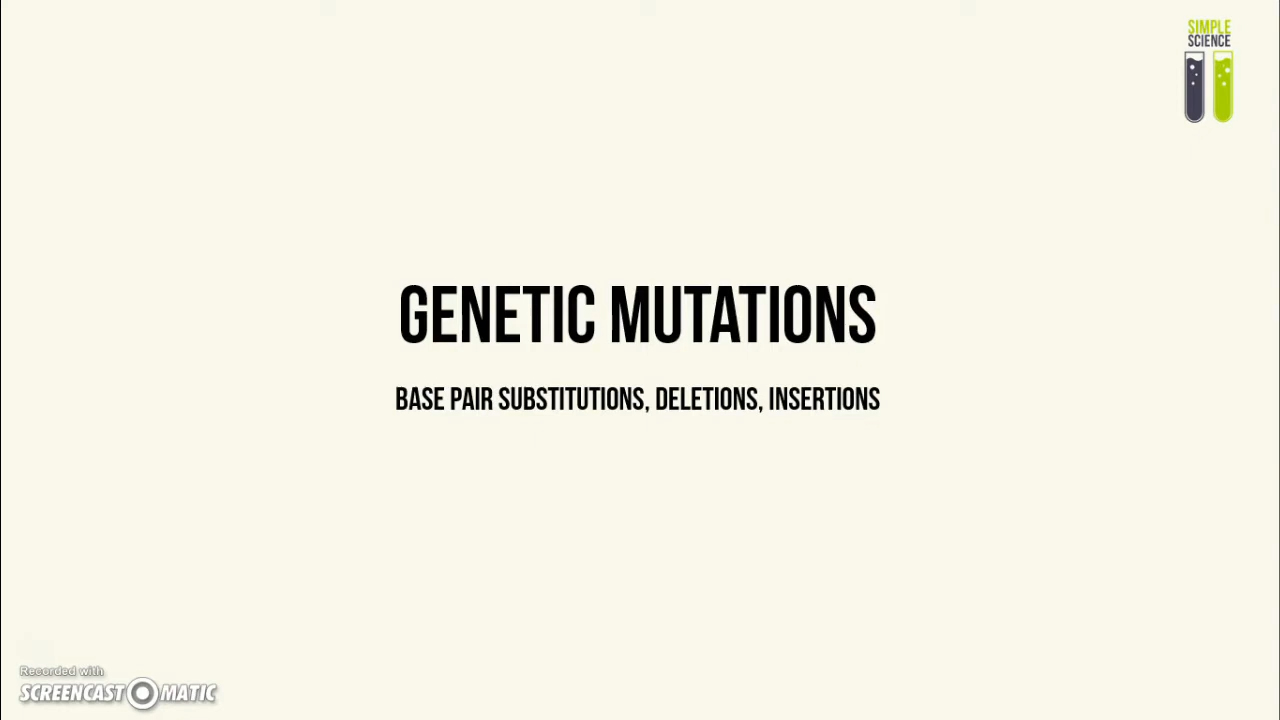 SIMPLE
SCIENCE
GENETIC MUTATIONS
BASE PAIR SUBSTITUTIONS, DELETIONS, INSERTIONS
Recorded with
SCREENCAST MATIC